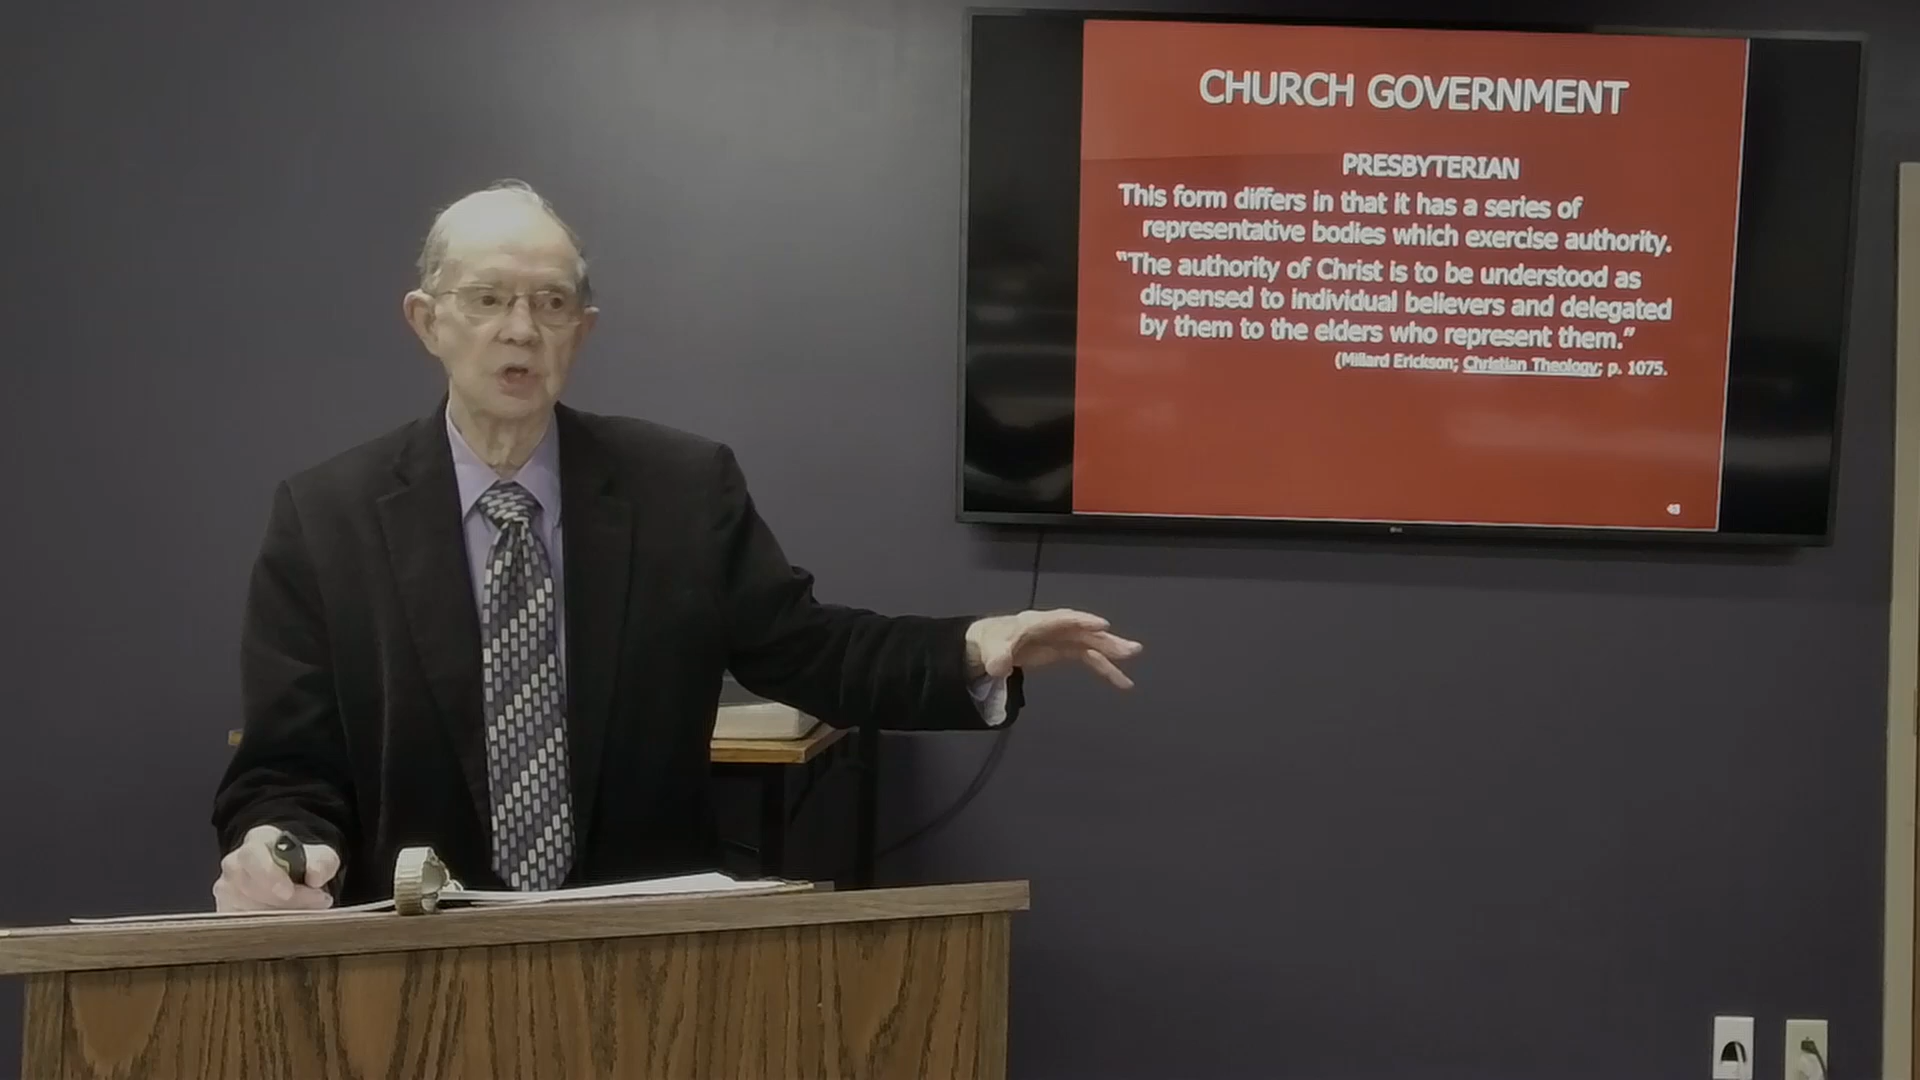 CHURCH GOVERNMENT
PRESBYTERIAN
This form differs in that it has a series of
representative bodies which exercise authority.
“The authority of Christ is to be understood as
dispensed to individual believers and delegated
by them to the elders who represent them.”
(Millard Erickson; Christian Theology; p. 1075.